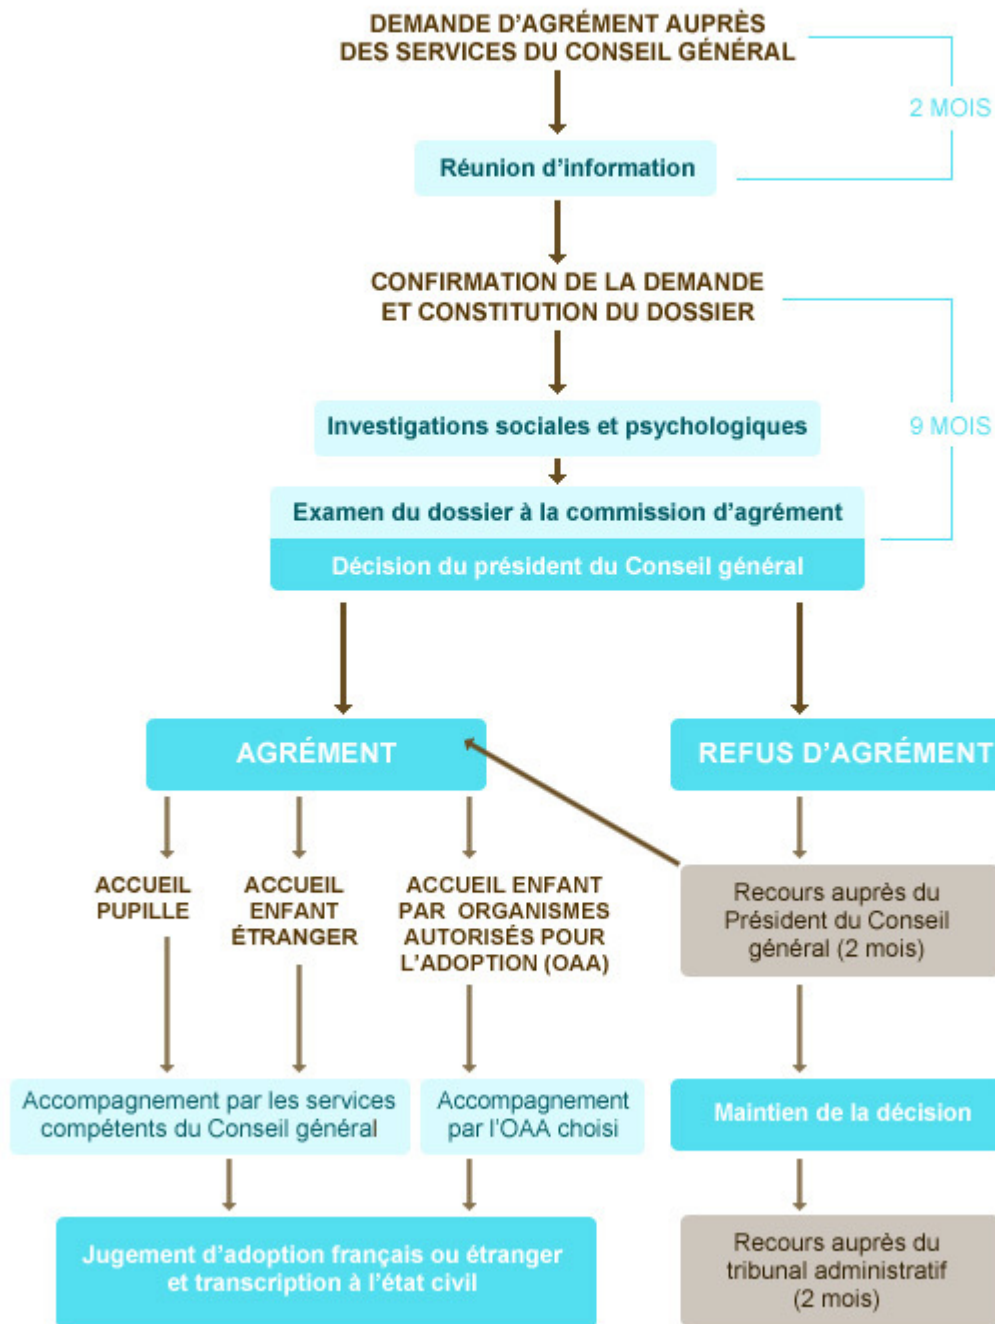 DEMANDE D'AGRÉMENT AUPRÈS
DES SERVICES DU CONSEIL GÉNÉRAL
2 MOIS
Réunion d'information
CONFIRMATION DE LA DEMANDE
ET CONSTITUTION DU DOSSIER
Investigations sociales et psychologiques
9 MOIS
Examen du dossier à la commission d'agrément
Décision du président du Conseil général
AGRÉMENT
REFUS D'AGRÉMENT
ACCUEIL
PUPILLE
ACCUEIL
ENFANT
ÉTRANGER
ACCUEIL ENFANT
PAR ORGANISMES
AUTORISÉS POUR
L'ADOPTION (OAA)
Recours auprès du
Président du Conseil
général (2 mois)
Accompagnement par les services
compétents du Conseil général
Accompagnement
par l'OAA choisi
Maintien de la décision
Jugement d'adoption français ou étranger
et transcription à l'état civil
Recours auprès du
tribunal administratif
(2 mois)